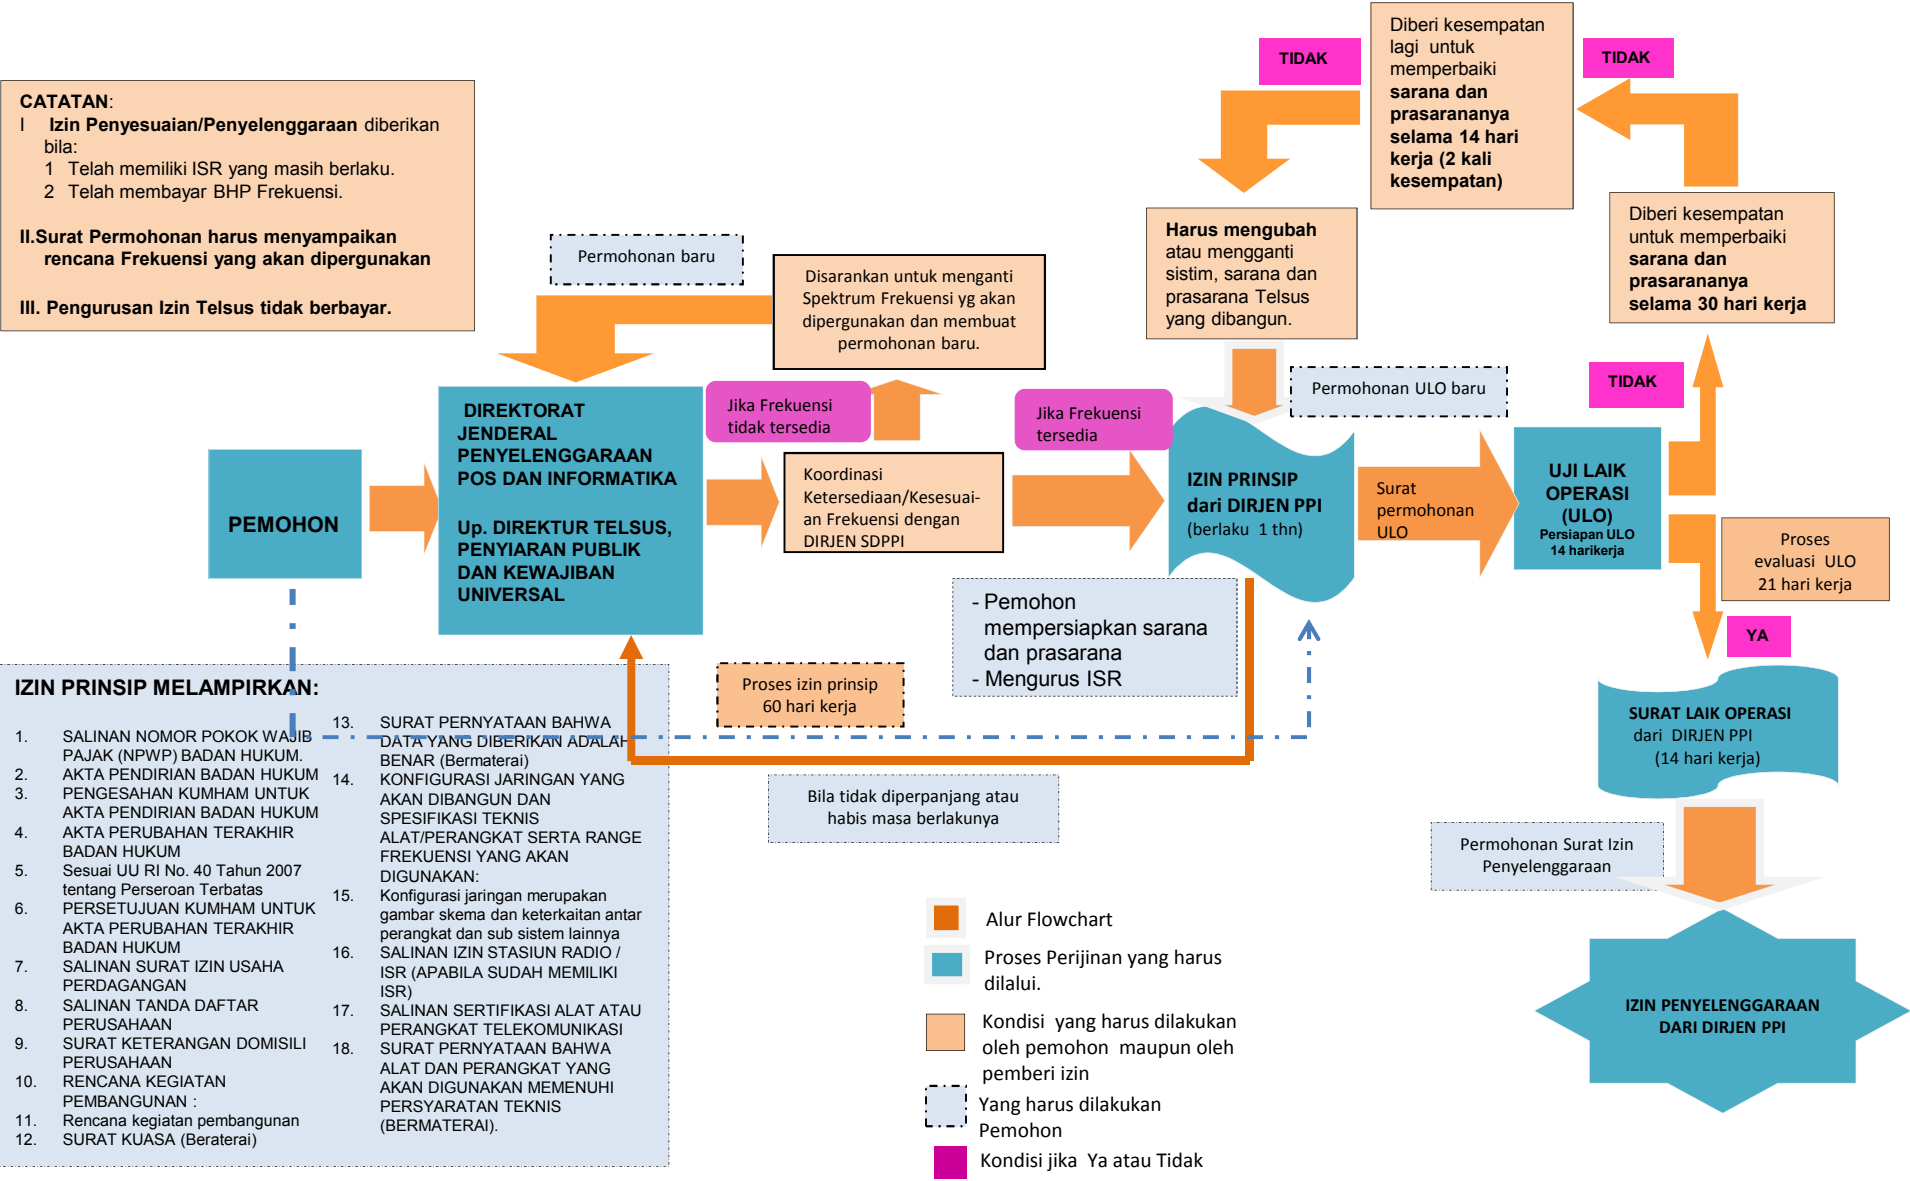 CATATAN:
I Izin Penyesuaian/Penyelenggaraan diberikan
bila:
1 Telah memiliki ISR yang masih berlaku.
2 Telah membayar BHP Frekuensi.
II.Surat Permohonan harus menyampaikan
rencana Frekuensi yang akan dipergunakan
III. Pengurusan Izin Telsus tidak berbayar.
Permohonan baru
Disarankan untuk menganti
Spektrum Frekuensi yg akan
dipergunakan dan membuat
permohonan baru.
TIDAK
Diberi kesempatan
lagi untuk
memperbaiki
sarana dan
prasarananya
selama 14 hari
kerja (2 kali
kesempatan)
TIDAK
Harus mengubah
atau mengganti
sistim, sarana dan
prasarana Telsus
yang dibangun.
Diberi kesempatan
untuk memperbaiki
sarana dan
prasarananya
selama 30 hari kerja
TIDAK
Permohonan ULO baru
PEMOHON
DIREKTORAT
JENDERAL
PENYELENGGARAAN
POS DAN INFORMATIKA
Up. DIREKTUR TELSUS,
PENYIARAN PUBLIK
DAN KEWAJIBAN
UNIVERSAL
Jika Frekuensi
tidak tersedia
Koordinasi
Ketersediaan/Kesesuai-
an Frekuensi dengan
DIRJEN SDPPI
Jika Frekuensi
tersedia
IZIN PRINSIP
dari DIRJEN PPI
(berlaku 1 thn)
Surat
permohonan
ULO
UJI LAIK
OPERASI
(ULO)
Persiapan ULO
14 harikerja
Proses
evaluasi ULO
21 hari kerja
YA
- Pemohon
mempersiapkan sarana
dan prasarana
- Mengurus ISR
Proses izin prinsip
60 hari kerja
Bila tidak diperpanjang atau
habis masa berlakunya
SURAT LAIK OPERASI
dari DIRJEN PPI
(14 hari kerja)
Permohonan Surat Izin
Penyelenggaraan
IZIN PENYELENGGARAAN
DARI DIRJEN PPI
IZIN PRINSIP MELAMPIRKAN:
1. SALINAN NOMOR POKOK WAJIB
PAJAK (NPWP) BADAN HUKUM.
2. AKTA PENDIRIAN BADAN HUKUM
3. PENGESAHAN KUMHAM UNTUK
AKTA PENDIRIAN BADAN HUKUM
4. AKTA PERUBAHAN TERAKHIR
BADAN HUKUM
5. Sesuai UU RI No. 40 Tahun 2007
tentang Perseroan Terbatas
6. PERSETUJUAN KUMHAM UNTUK
AKTA PERUBAHAN TERAKHIR
BADAN HUKUM
7. SALINAN SURAT IZIN USAHA
PERDAGANGAN
8. SALINAN TANDA DAFTAR
PERUSAHAAN
9. SURAT KETERANGAN DOMISILI
PERUSAHAAN
10. RENCANA KEGIATAN
PEMBANGUNAN :
11. Rencana kegiatan pembangunan
12. SURAT KUASA (Beraterai)
13. SURAT PERNYATAAN BAHWA
DATA YANG DIBERIKAN ADALAH
BENAR (Bermaterai)
14. KONFIGURASI JARINGAN YANG
AKAN DIBANGUN DAN
SPESIFIKASI TEKNIS
ALAT/PERANGKAT SERTA RANGE
FREKUENSI YANG AKAN
DIGUNAKAN:
15. Konfigurasi jaringan merupakan
gambar skema dan keterkaitan antar
perangkat dan sub sistem lainnya
16. SALINAN IZIN STASIUN RADIO /
ISR (APABILA SUDAH MEMILIKI
ISR)
17. SALINAN SERTIFIKASI ALAT ATAU
PERANGKAT TELEKOMUNIKASI
18. SURAT PERNYATAAN BAHWA
ALAT DAN PERANGKAT YANG
AKAN DIGUNAKAN MEMENUHI
PERSYARATAN TEKNIS
(BERMATERAI).
Alur Flowchart
Proses Perijinan yang harus
dilalui.
Kondisi yang harus dilakukan
oleh pemohon maupun oleh
pemberi izin
Yang harus dilakukan
Pemohon
Kondisi jika Ya atau Tidak